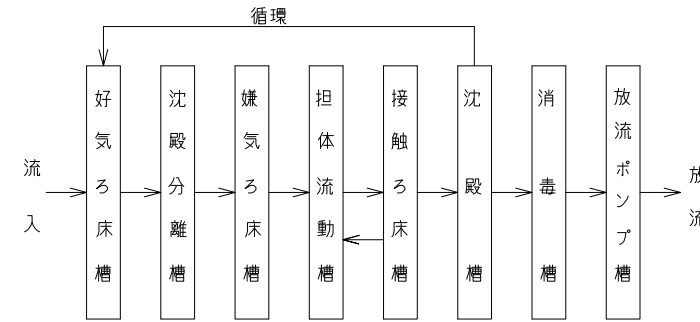 循環
流入
好気ろ床槽
沈殿分離槽
嫌気ろ床槽
担体流動槽
接触ろ床槽
沈殿槽
消毒槽
放流ポンプ槽
放流